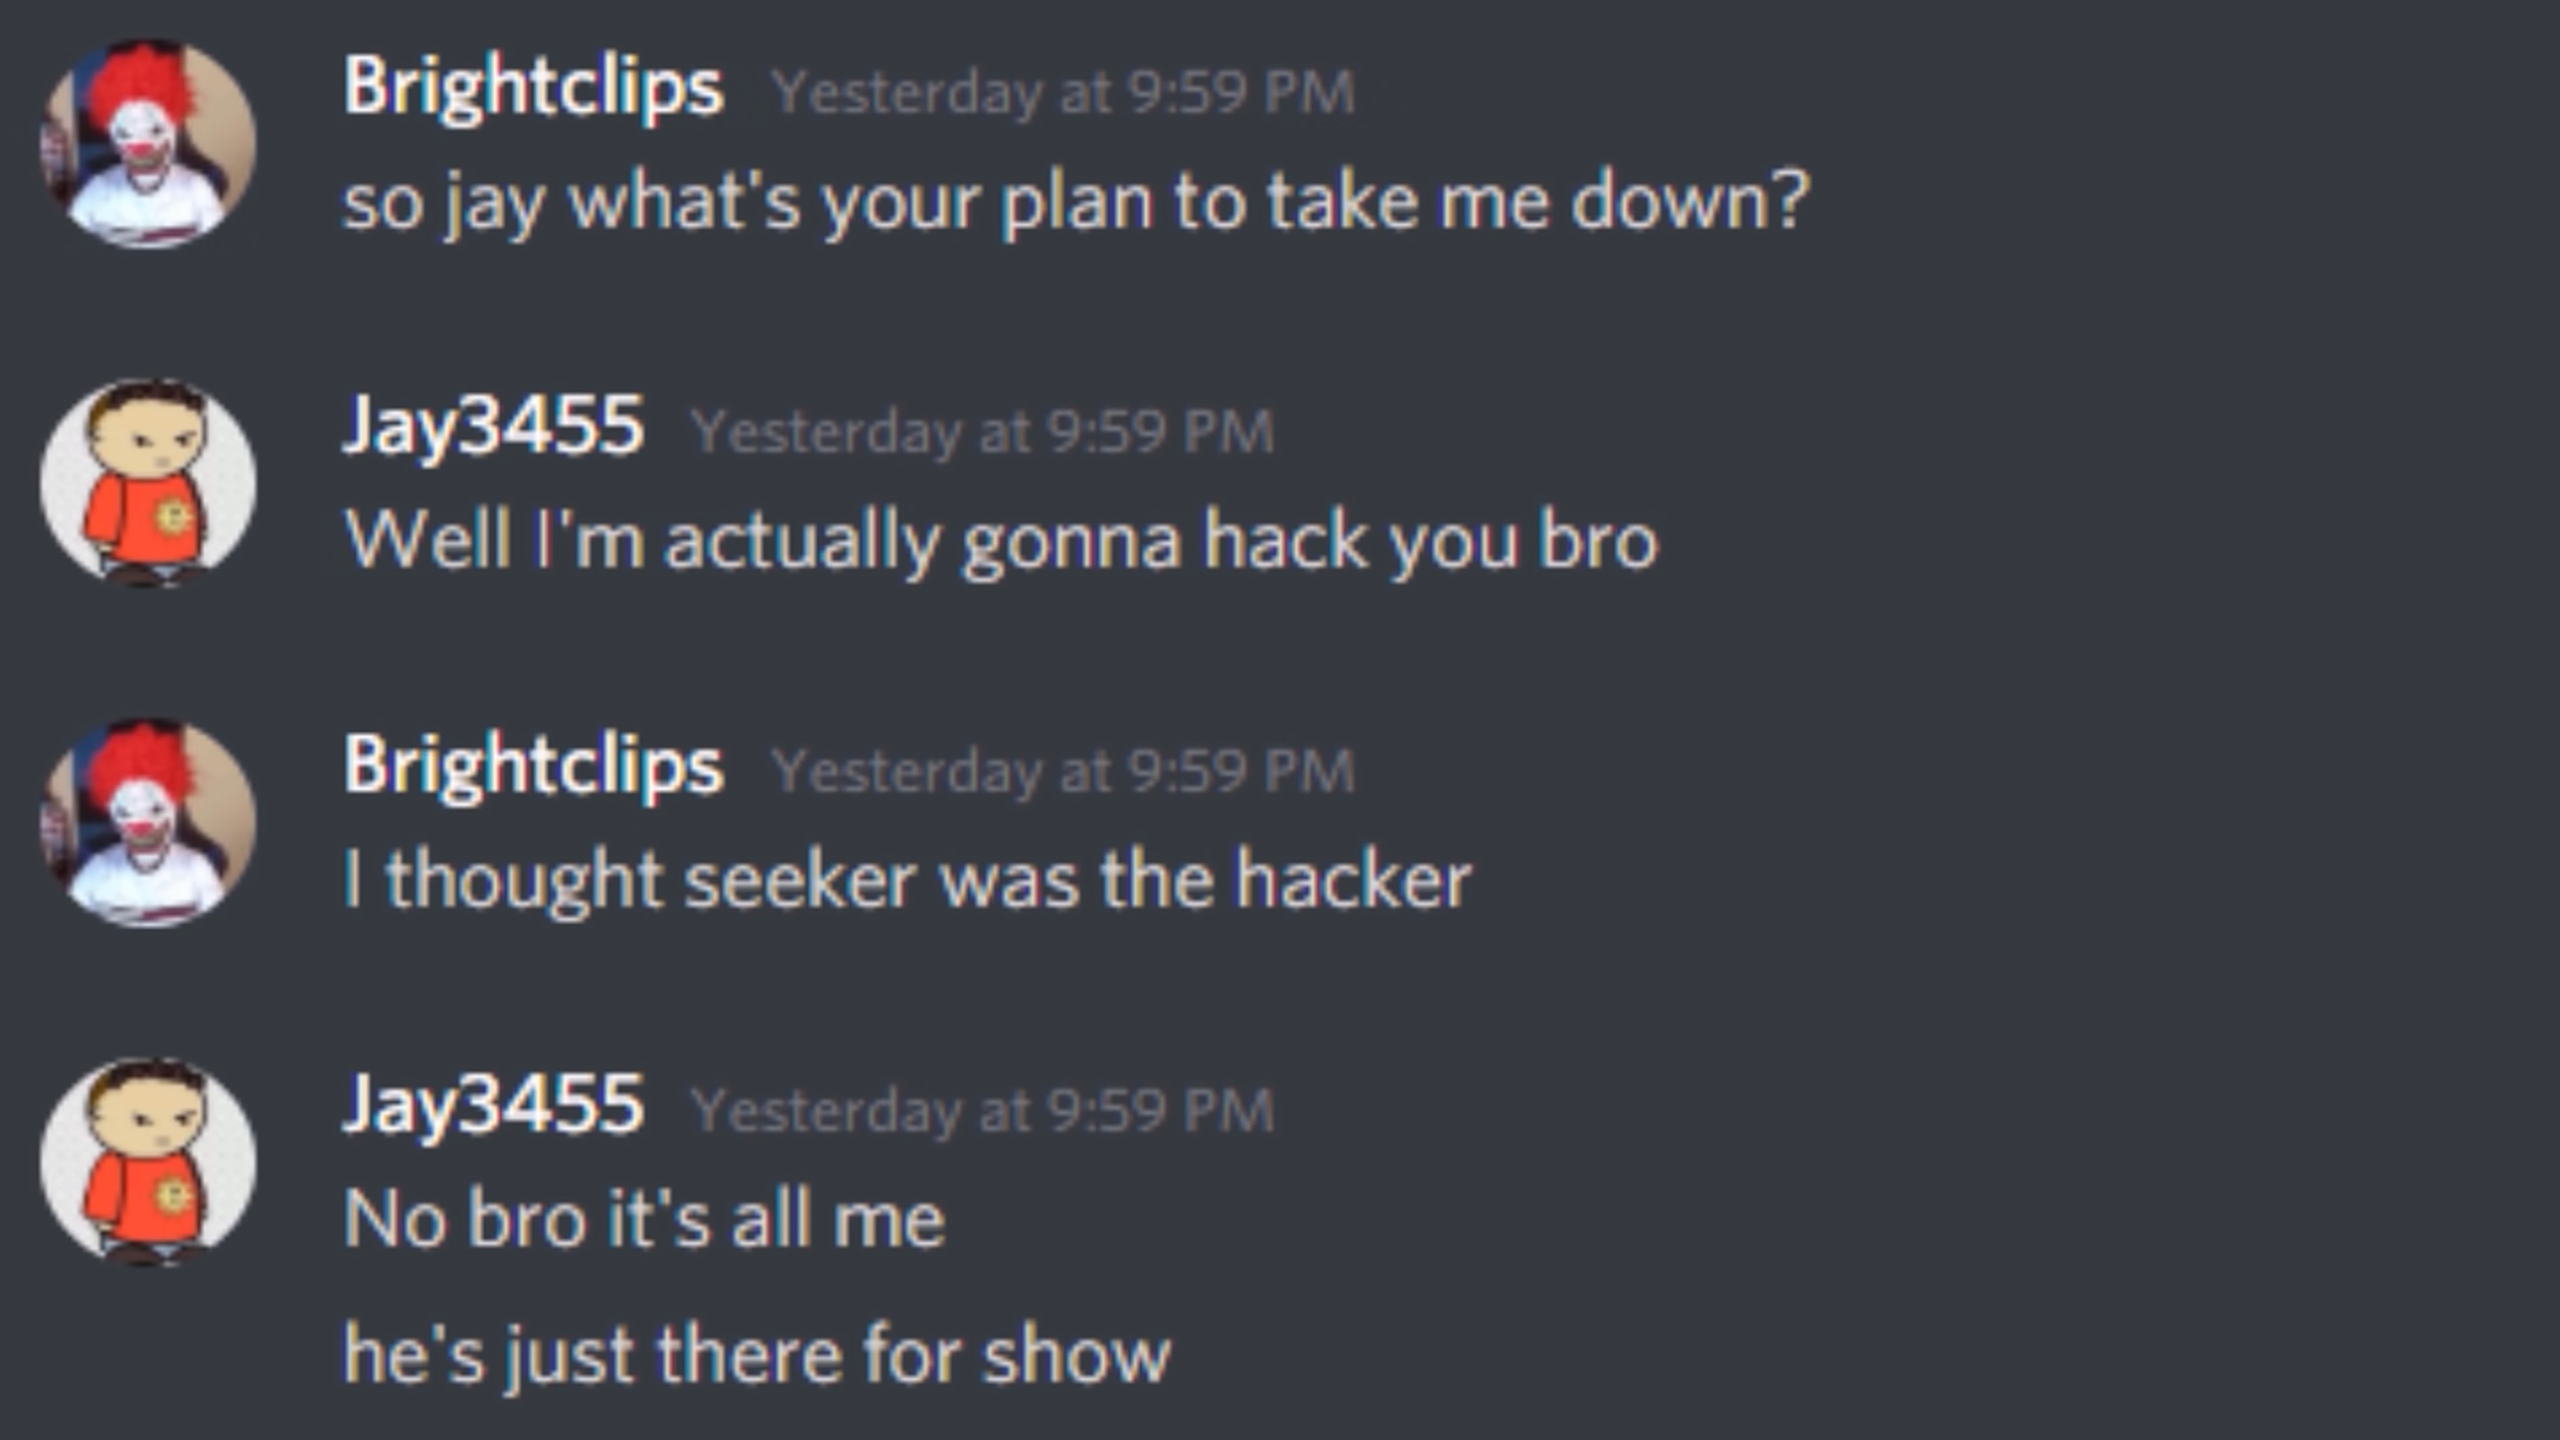 Brightclips Yesterday at 9:59 PM
so jay what's your plan to take me down?
Jay3455 Yesterday at 9:59 PM
Well I'm actually gonna hack you bro
Brightclips Yesterday at 9:59 PM
I thought seeker was the hacker
Jay3455 Yesterday at 9:59 PM
No bro it's all me
he's just there for show